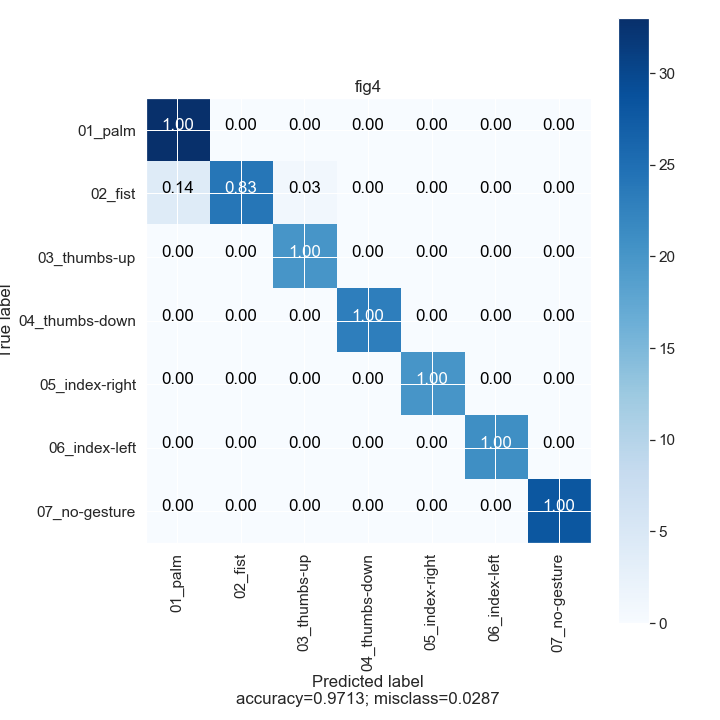 fig4
01_palm 1.00 0.00 0.00 0.00 0.00 0.00 0.00
02_fist 0.14 0.83 0.03 0.00 0.00 0.00 0.00
03_thumbs-up 0.00 0.00 1.00 0.00 0.00 0.00 0.00
04_thumbs-down 0.00 0.00 0.00 1.00 0.00 0.00 0.00
05_index-right 0.00 0.00 0.00 0.00 1.00 0.00 0.00
06_index-left 0.00 0.00 0.00 0.00 0.00 1.00 0.00
07_no-gesture 0.00 0.00 0.00 0.00 0.00 0.00 1.00
True label
01_palm
02_fist
03_thumbs-up
04_thumbs-down
05_index-right
06_index-left
07_no-gesture
Predicted label
accuracy=0.9713; misclass=0.0287
30
25
20
15
10
5
0